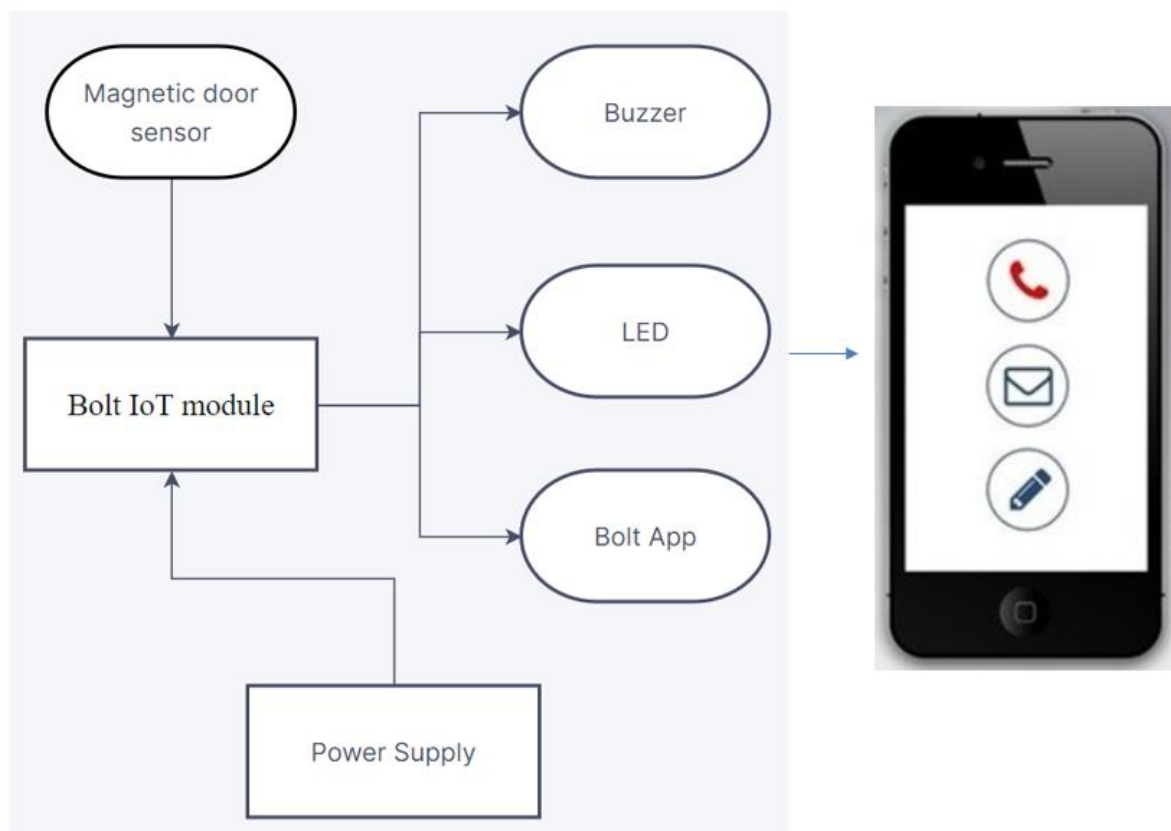 Magnetic door
sensor
Buzzer
LED
Bolt IoT module
Bolt App
Power Supply